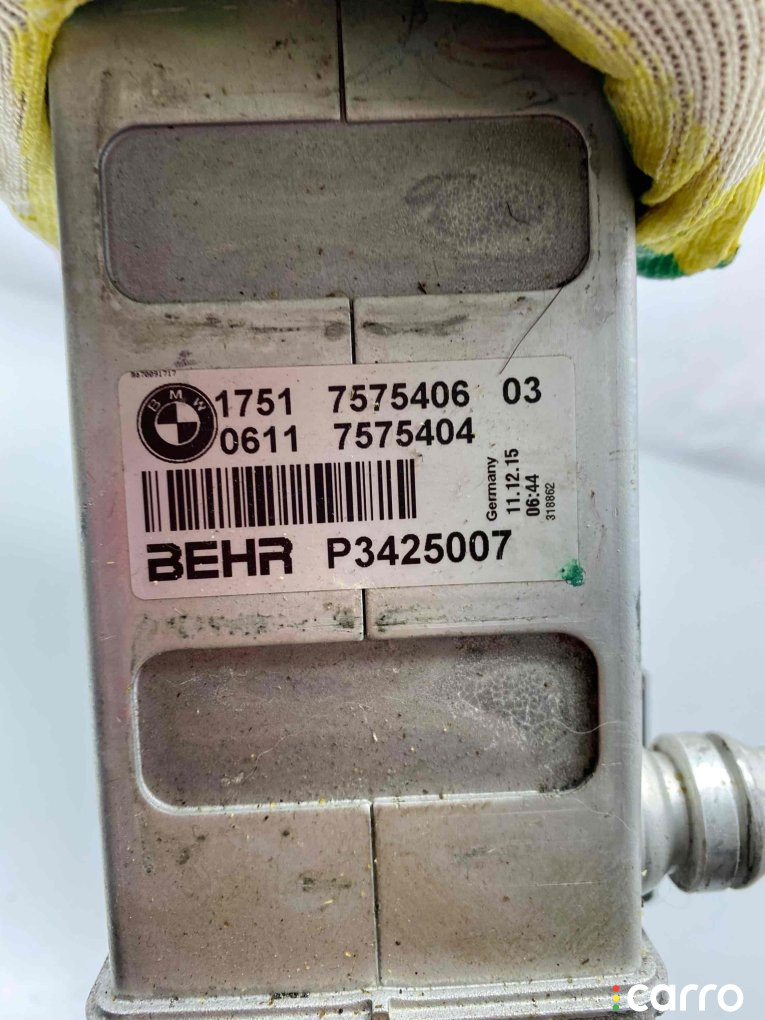 8670091717
BMW
1751 7575406 03
0611 7575404
Germany
11.12.15
06:44
318862
BEHR P3425007
carro